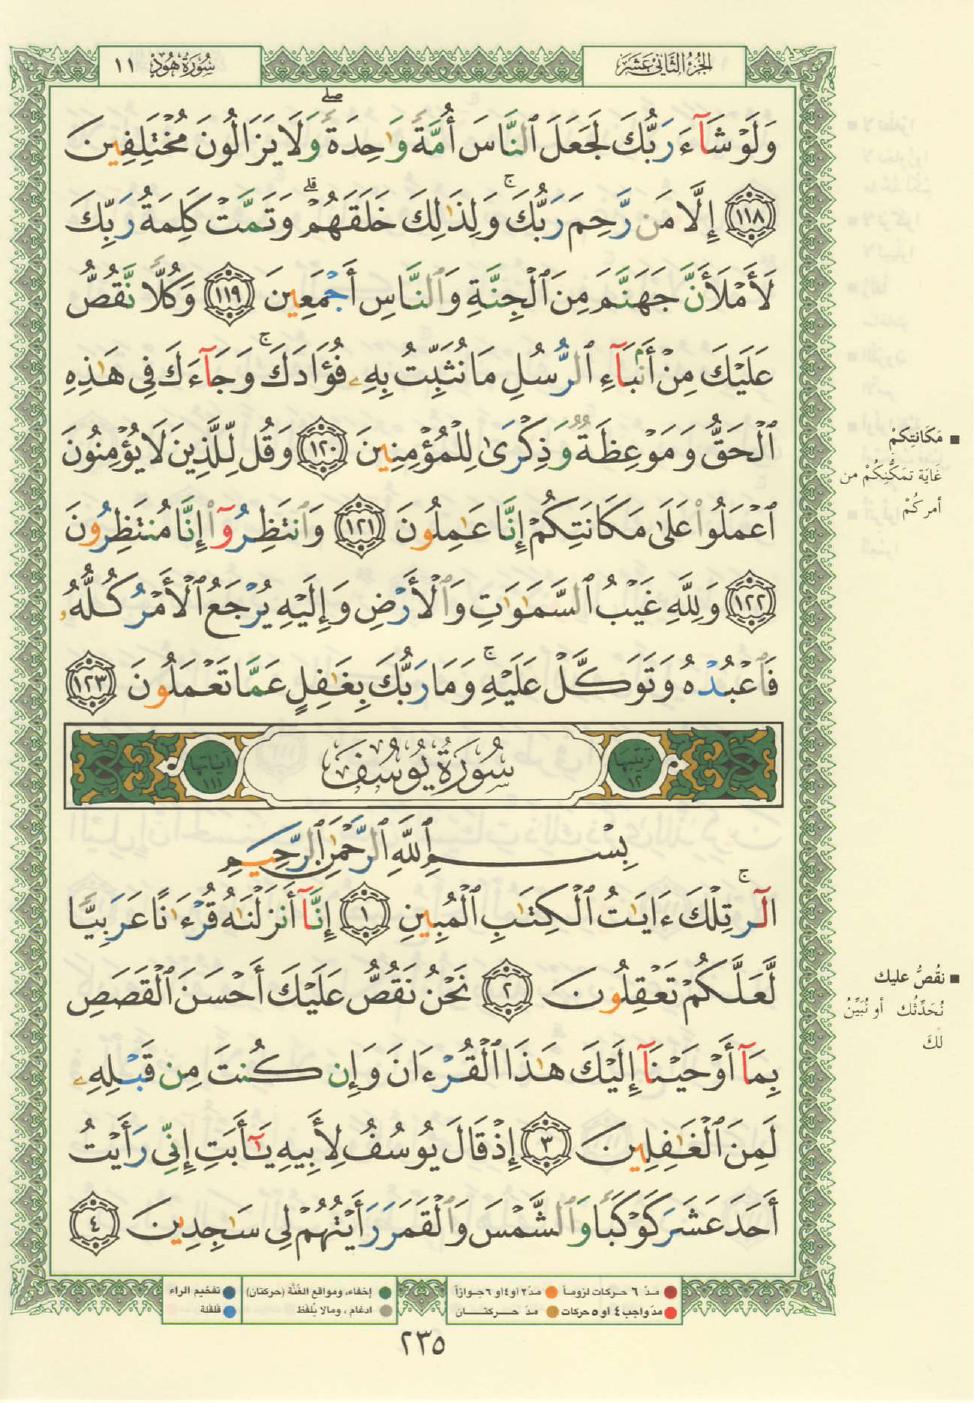 سُورَةُ هُودٍ ١١
الجُزْءُ الثَّانِي عَشَرَ
وَلَوْ شَآءَ رَبُّكَ لَجَعَلَ ٱلنَّاسَ أُمَّةً وَٰحِدَةً ۖ وَلَا يَزَالُونَ مُخْتَلِفِينَ
١١٨ إِلَّا مَن رَّحِمَ رَبُّكَ ۚ وَلِذَٰلِكَ خَلَقَهُمْ ۗ وَتَمَّتْ كَلِمَةُ رَبِّكَ
لَأَمْلَأَنَّ جَهَنَّمَ مِنَ ٱلْجِنَّةِ وَٱلنَّاسِ أَجْمَعِينَ ١١٩ وَكُلًّا نَّقُصُّ
عَلَيْكَ مِنْ أَنۢبَآءِ ٱلرُّسُلِ مَا نُثَبِّتُ بِهِۦ فُؤَادَكَ ۚ وَجَآءَكَ فِى هَٰذِهِ
ٱلْحَقُّ وَمَوْعِظَةٌ وَذِكْرَىٰ لِلْمُؤْمِنِينَ ١٢٠ وَقُل لِّلَّذِينَ لَا يُؤْمِنُونَ
ٱعْمَلُوا۟ عَلَىٰ مَكَانَتِكُمْ إِنَّا عَٰمِلُونَ ١٢١ وَٱنتَظِرُوٓا۟ إِنَّا مُنتَظِرُونَ
١٢٢ وَلِلَّهِ غَيْبُ ٱلسَّمَٰوَٰتِ وَٱلْأَرْضِ وَإِلَيْهِ يُرْجَعُ ٱلْأَمْرُ كُلُّهُۥ
فَٱعْبُدْهُ وَتَوَكَّلْ عَلَيْهِ ۚ وَمَا رَبُّكَ بِغَٰفِلٍ عَمَّا تَعْمَلُونَ ١٢٣
ترتيبها ١٢ سُورَةُ يُوسُفَ آياتها ١١١
بِسْمِ ٱللَّهِ ٱلرَّحْمَٰنِ ٱلرَّحِيمِ
الٓر ۚ تِلْكَ ءَايَٰتُ ٱلْكِتَٰبِ ٱلْمُبِينِ ١ إِنَّآ أَنزَلْنَٰهُ قُرْءَٰنًا عَرَبِيًّا
لَّعَلَّكُمْ تَعْقِلُونَ ٢ نَحْنُ نَقُصُّ عَلَيْكَ أَحْسَنَ ٱلْقَصَصِ
بِمَآ أَوْحَيْنَآ إِلَيْكَ هَٰذَا ٱلْقُرْءَانَ وَإِن كُنتَ مِن قَبْلِهِۦ
لَمِنَ ٱلْغَٰفِلِينَ ٣ إِذْ قَالَ يُوسُفُ لِأَبِيهِ يَٰٓأَبَتِ إِنِّى رَأَيْتُ
أَحَدَ عَشَرَ كَوْكَبًا وَٱلشَّمْسَ وَٱلْقَمَرَ رَأَيْتُهُمْ لِى سَٰجِدِينَ ٤
■ مَكَانَتِكُمْ
غَايَة تمَكُّنِكُمْ من
أمرِكُمْ
■ نقُصُّ عليك
نُحَدِّثُك أو نُبَيِّنُ
لكَ
● مدّ ٦ حركات لزوماً ● مدّ ٢ أو ٤ أو ٦ جوازاً ● إخفاء، ومواقع الغُنَّة (حركتان) ● تفخيم الراء
● مدّ واجب ٤ أو ٥ حركات ● مدّ حـركتــان ● ادغام ، ومالا يُلفَظ ● قلقلة
٢٣٥